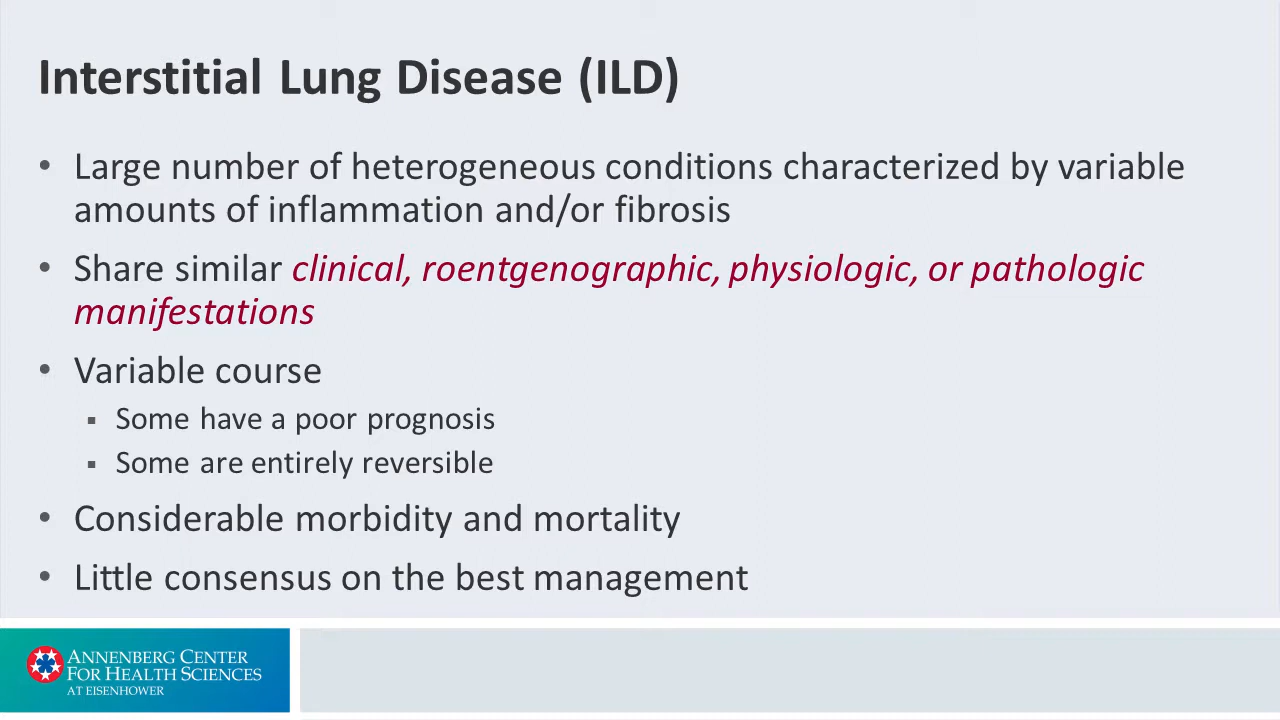 Interstitial Lung Disease (ILD)
• Large number of heterogeneous conditions characterized by variable
amounts of inflammation and/or fibrosis
• Share similar clinical, roentgenographic, physiologic, or pathologic
manifestations
• Variable course
▪ Some have a poor prognosis
▪ Some are entirely reversible
• Considerable morbidity and mortality
• Little consensus on the best management
ANNENBERG CENTER
FOR HEALTH SCIENCES
AT EISENHOWER